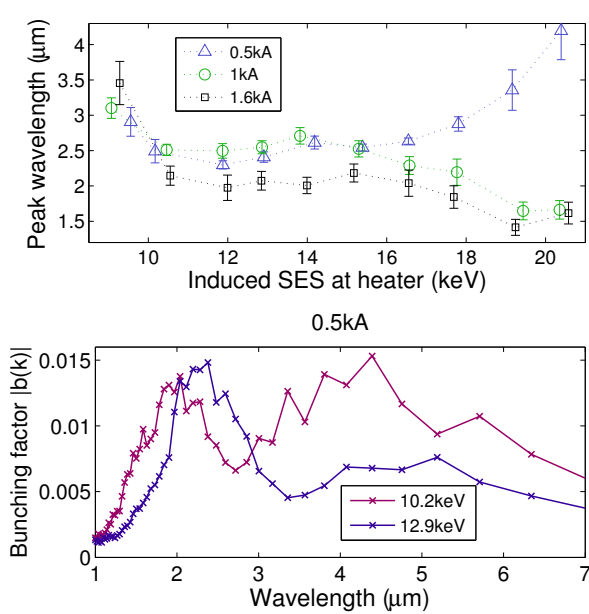 4
3.5
3
2.5
2
1.5
Peak wavelength (μm)
0.5kA
1kA
1.6kA
10 12 14 16 18 20
Induced SES at heater (keV)
0.5kA
0.015
0.01
0.005
0
Bunching factor |b(k)|
10.2keV
12.9keV
1 2 3 4 5 6 7
Wavelength (μm)